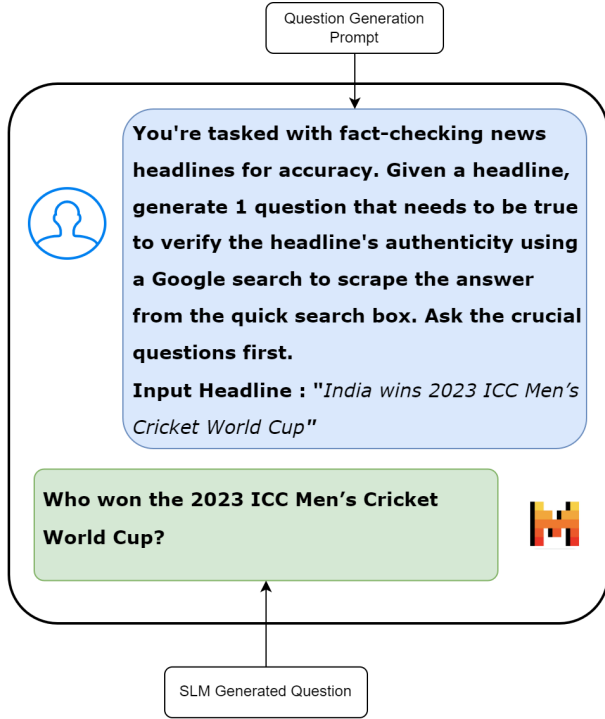 Question Generation
Prompt
You're tasked with fact-checking news
headlines for accuracy. Given a headline,
generate 1 question that needs to be true
to verify the headline's authenticity using
a Google search to scrape the answer
from the quick search box. Ask the crucial
questions first.
Input Headline : "India wins 2023 ICC Men’s
Cricket World Cup"
Who won the 2023 ICC Men’s Cricket
World Cup?
SLM Generated Question